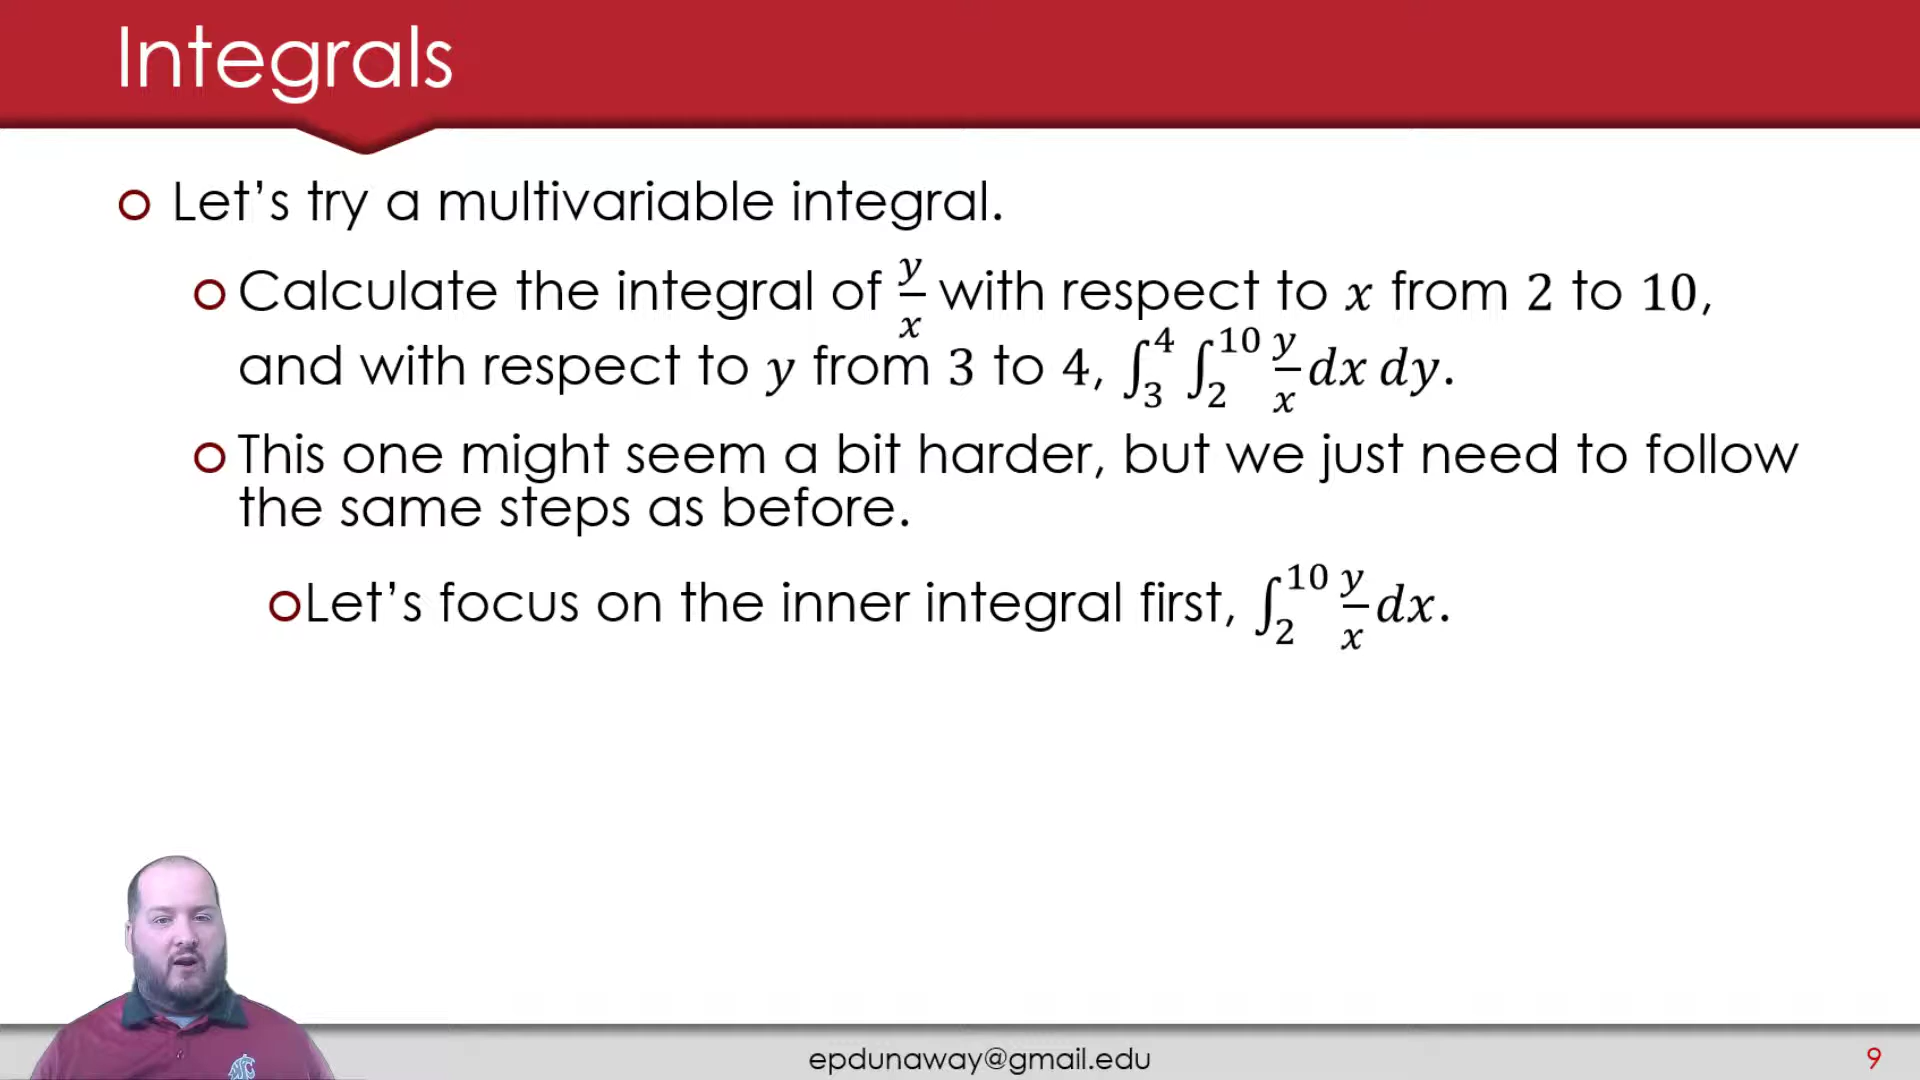 Integrals
Let's try a multivariable integral.
Calculate the integral of y/x with respect to x from 2 to 10,
and with respect to y from 3 to 4, ∫₃⁴ ∫₂¹⁰ y/x dx dy.
This one might seem a bit harder, but we just need to follow
the same steps as before.
Let's focus on the inner integral first, ∫₂¹⁰ y/x dx.
epdunaway@gmail.edu
9